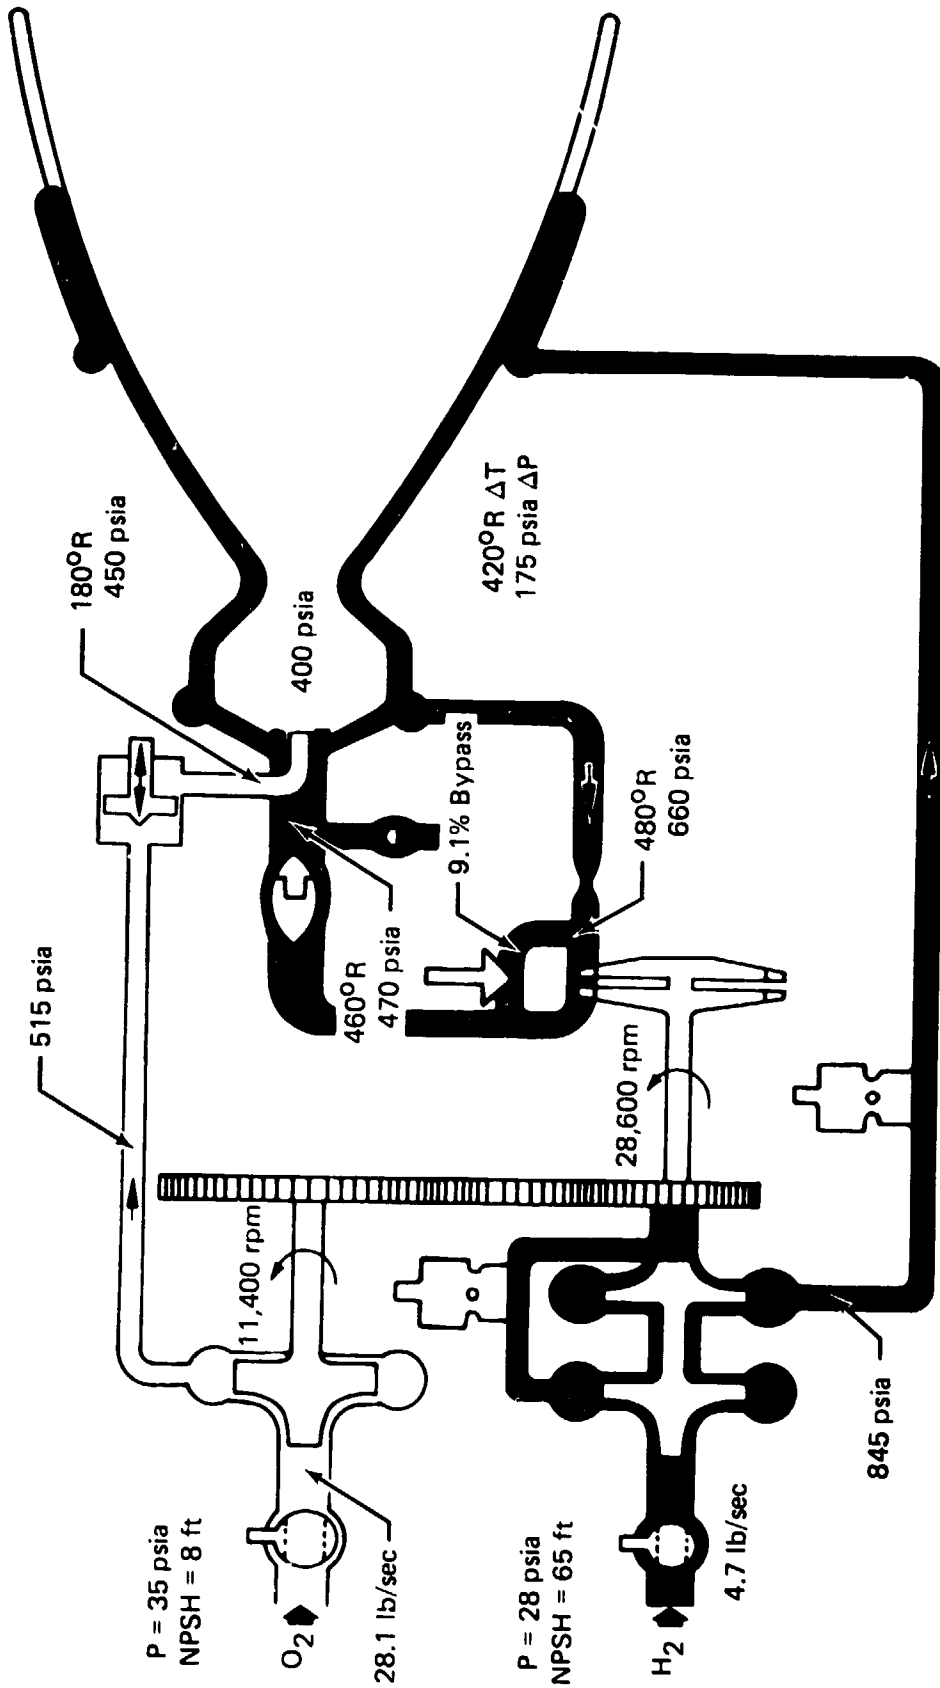 180°R
450 psia
515 psia
400 psia
420°R ΔT
175 psia ΔP
9.1% Bypass
460°R
470 psia
480°R
660 psia
11,400 rpm
28,600 rpm
P = 35 psia
NPSH = 8 ft
O2
28.1 lb/sec
P = 28 psia
NPSH = 65 ft
H2
4.7 lb/sec
845 psia